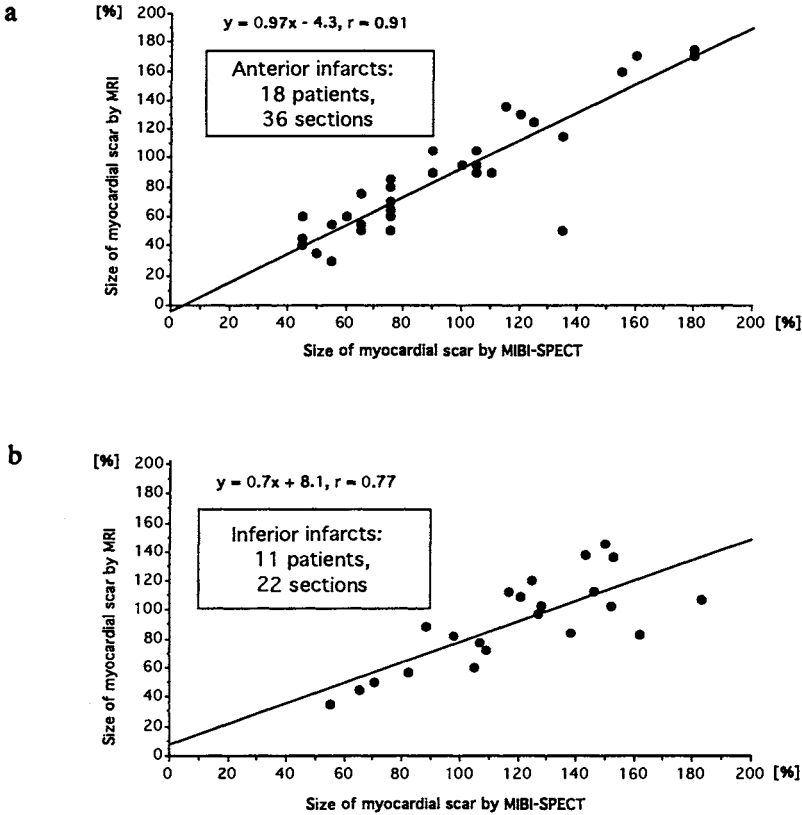 a
[%]
y = 0.97x - 4.3, r = 0.91
Anterior infarcts:
18 patients,
36 sections
Size of myocardial scar by MRI
200
180
160
140
120
100
80
60
40
20
0
0 20 40 60 80 100 120 140 160 180 200 [%]
Size of myocardial scar by MIBI-SPECT
b
[%]
y = 0.7x + 8.1, r = 0.77
Inferior infarcts:
11 patients,
22 sections
Size of myocardial scar by MRI
200
180
160
140
120
100
80
60
40
20
0
0 20 40 60 80 100 120 140 160 180 200 [%]
Size of myocardial scar by MIBI-SPECT